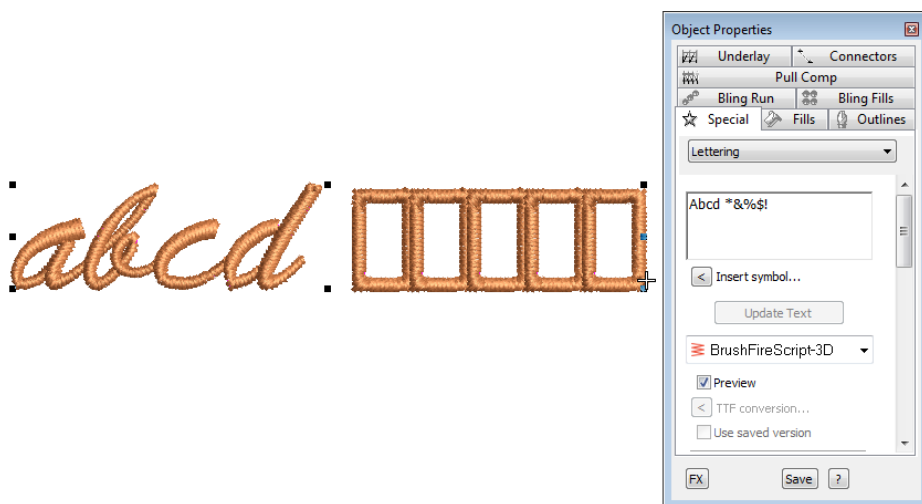 Object Properties
Underlay
Connectors
Pull Comp
Bling Run
Bling Fills
Special
Fills
Outlines
Lettering
abcd
Abcd *&%$!
< Insert symbol...
Update Text
BrushFireScript-3D
Preview
< TTF conversion...
Use saved version
FX
Save
?